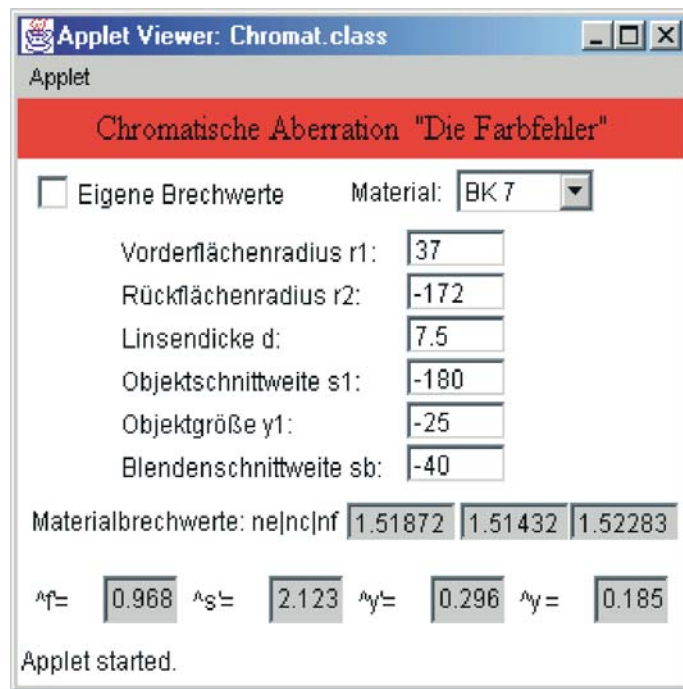 Applet Viewer: Chromat.class
Applet
Chromatische Aberration "Die Farbfehler"
Eigene Brechwerte Material: BK 7
Vorderflächenradius r1: 37
Rückflächenradius r2: -172
Linsendicke d: 7.5
Objektschnittweite s1: -180
Objektgröße y1: -25
Blendenschnittweite sb: -40
Materialbrechwerte: ne|nc|nf 1.51872 1.51432 1.52283
^f'= 0.968 ^s'= 2.123 ^y'= 0.296 ^y = 0.185
Applet started.